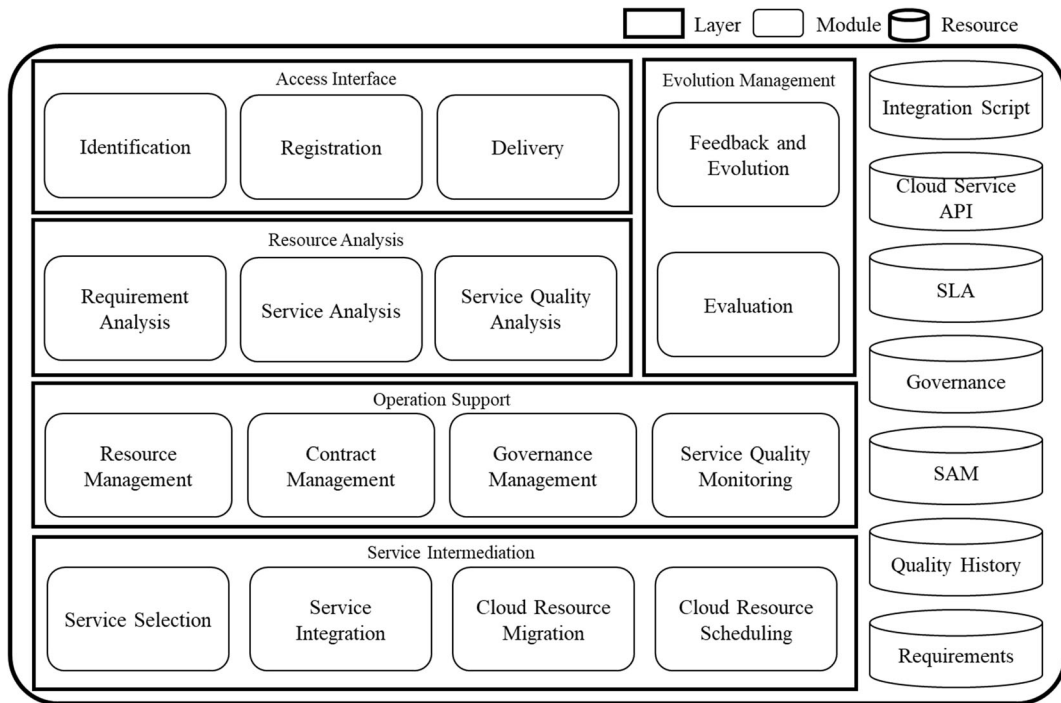 Layer
Module
Resource
Access Interface
Identification
Registration
Delivery
Evolution Management
Feedback and
Evolution
Evaluation
Resource Analysis
Requirement
Analysis
Service Analysis
Service Quality
Analysis
Operation Support
Resource
Management
Contract
Management
Governance
Management
Service Quality
Monitoring
Service Intermediation
Service Selection
Service
Integration
Cloud Resource
Migration
Cloud Resource
Scheduling
Integration Script
Cloud Service
API
SLA
Governance
SAM
Quality History
Requirements